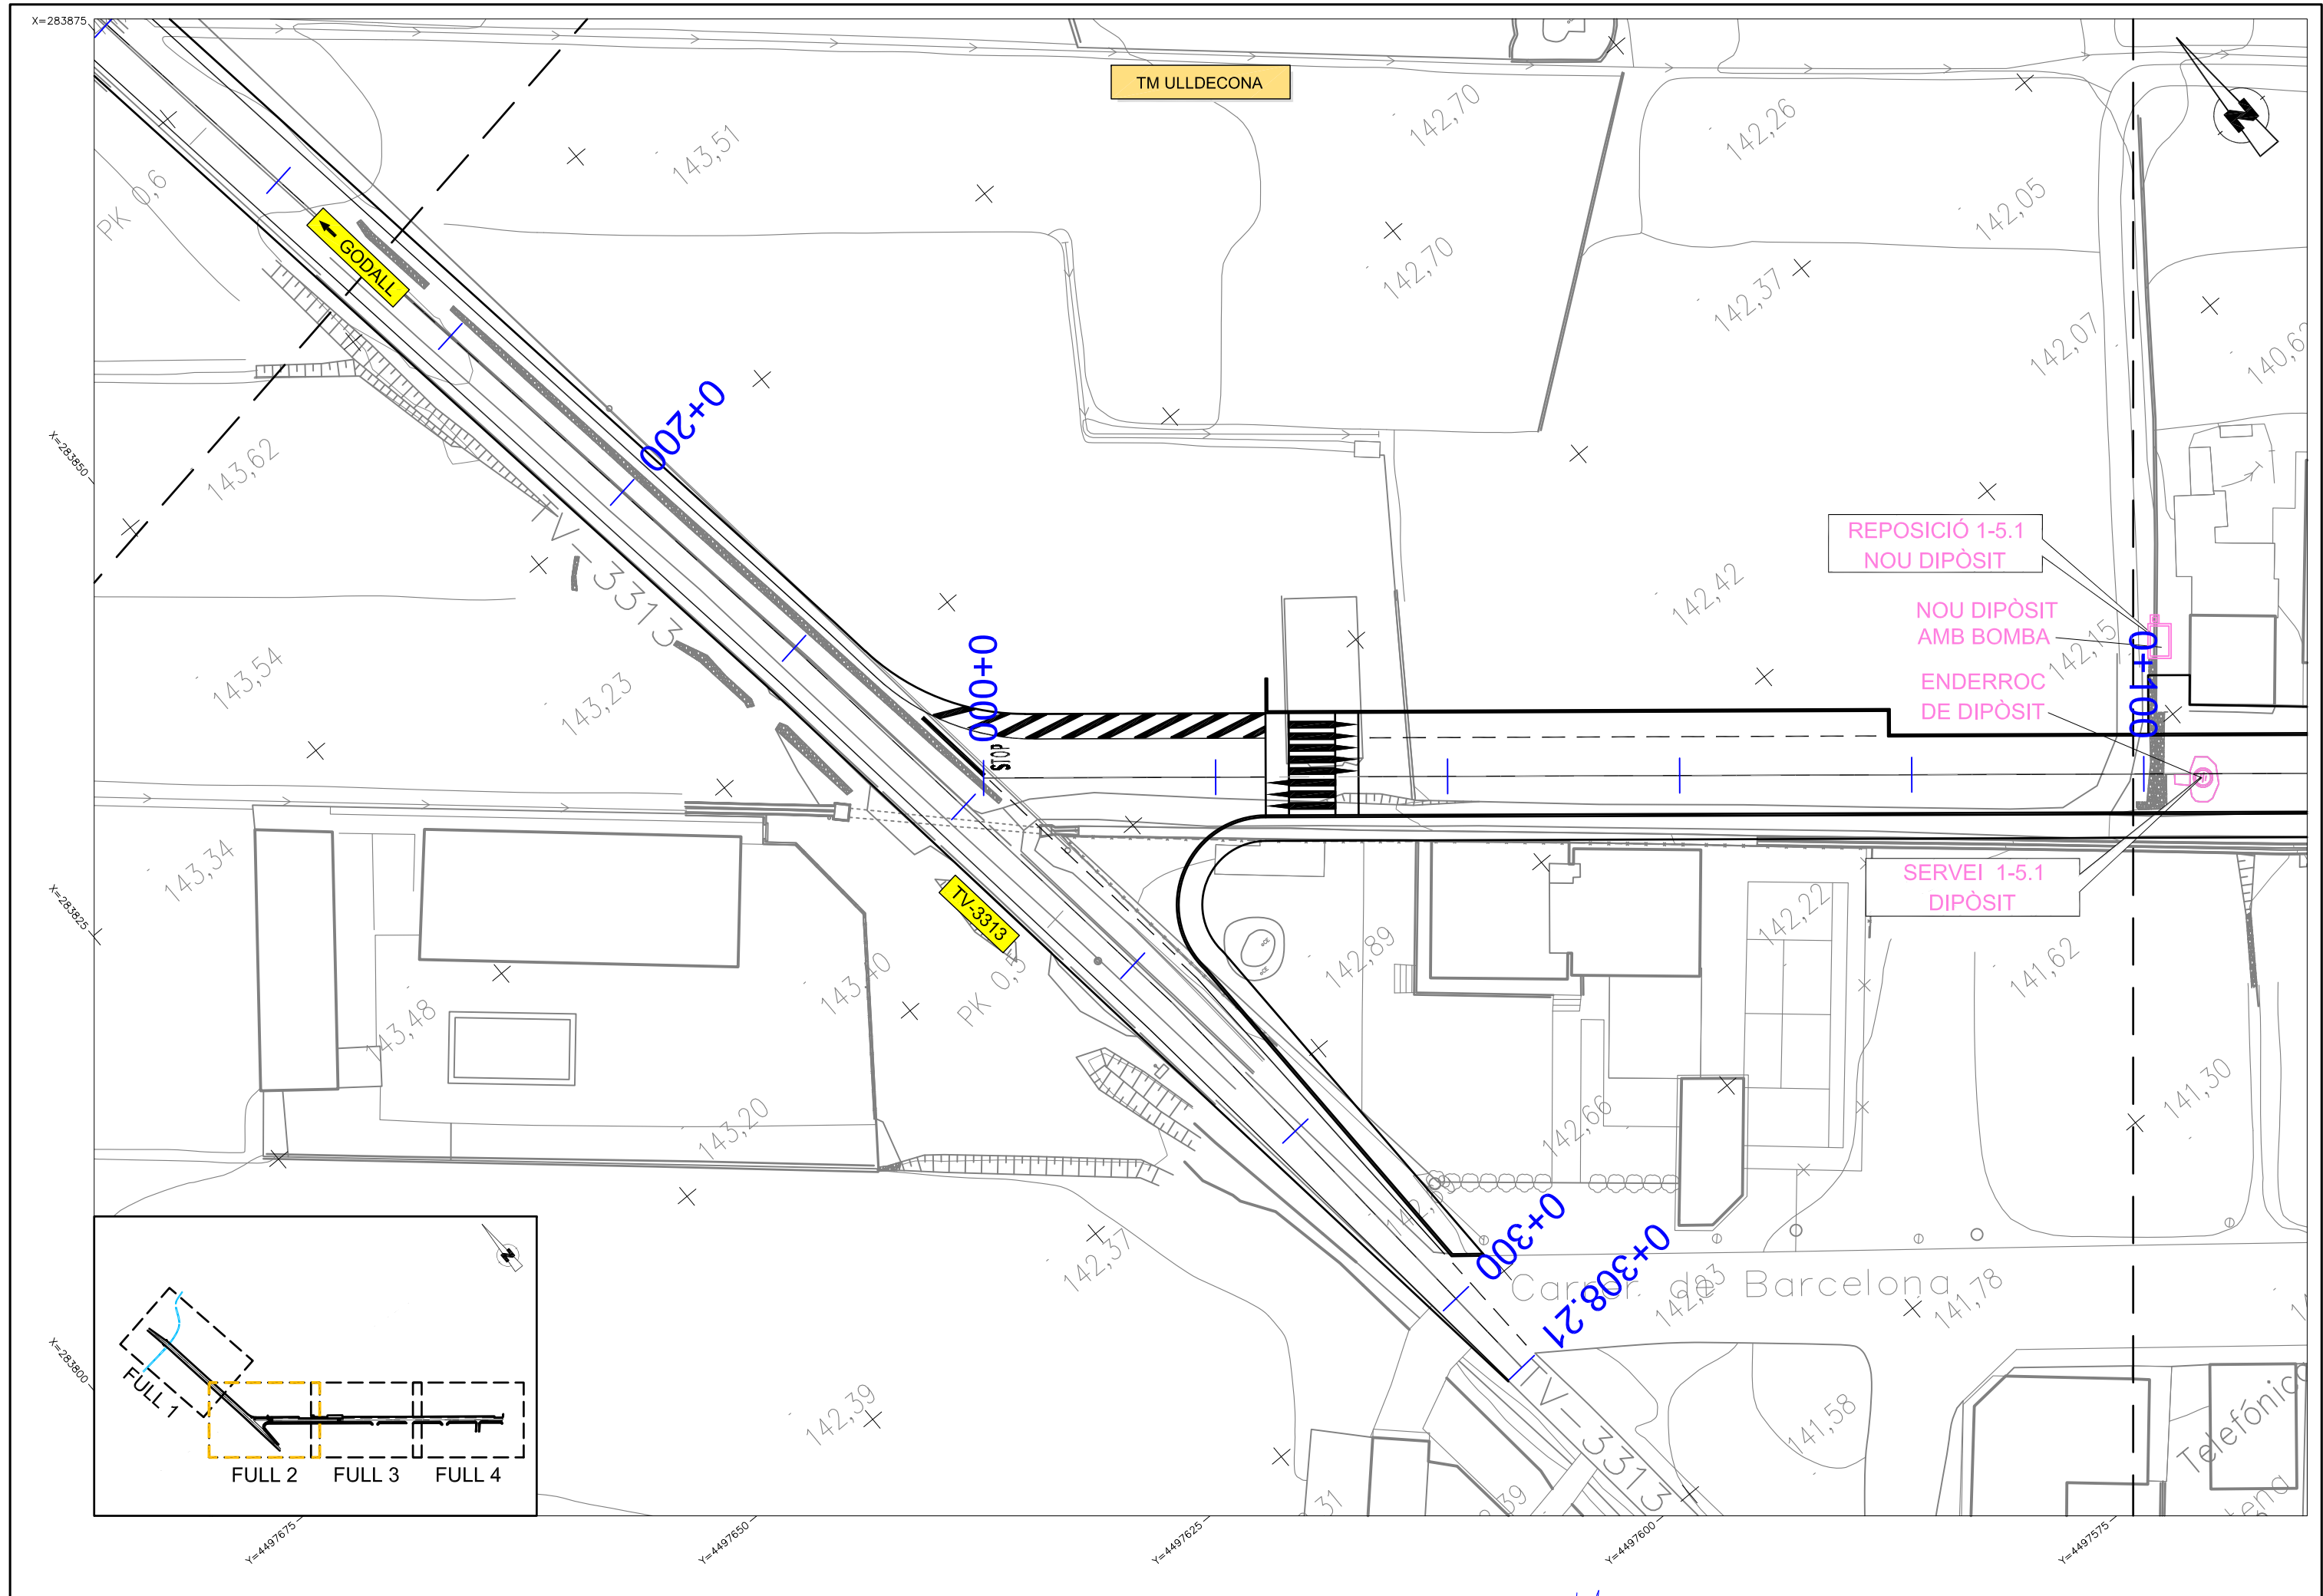 X=283875
TM ULLDECONA
142,70
143,51
142,26
N
PK 0,6
142,05
GODALL
142,70
142,37
142,07
0+200
X=283850
143,62
TV-3313
REPOSICIÓ 1-5.1
NOU DIPÒSIT
142,42
NOU DIPÒSIT
AMB BOMBA
142,15
0+100
0+000
143,54
143,23
ENDERROC
DE DIPÒSIT
STOP
143,34
SERVEI 1-5.1
DIPÒSIT
X=283825
TV-3313
142,22
142,89
141,62
143,40
PK 0,5
143,48
141,30
143,20
142,66
0+300
0+308.21
142,37
Carrer de Barcelona
141,78
N
X=283800
FULL 1
142,39
141,58
TV-3313
Telefónica
FULL 2
FULL 3
FULL 4
Y=4497675
Y=4497650
Y=4497625
Y=4497600
Y=4497575